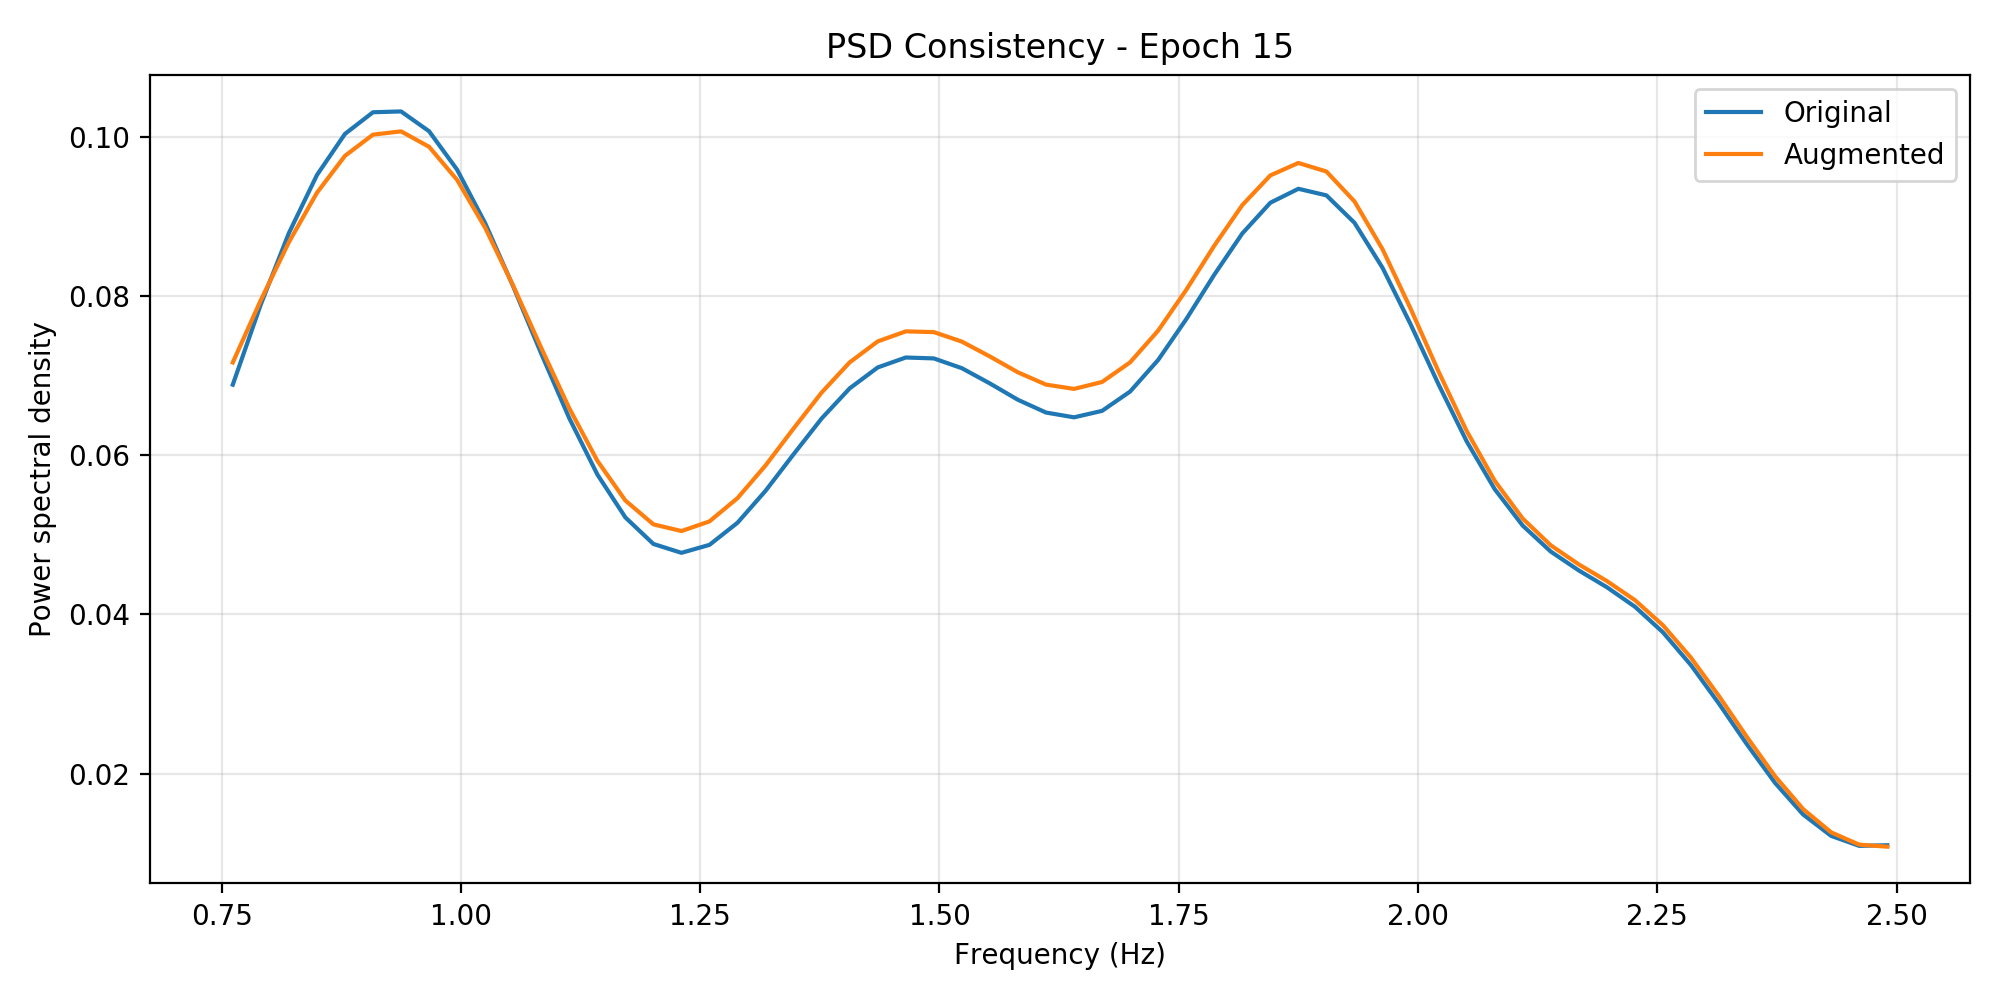 PSD Consistency - Epoch 15
Original
Augmented
Power spectral density
0.10
0.08
0.06
0.04
0.02
0.75 1.00 1.25 1.50 1.75 2.00 2.25 2.50
Frequency (Hz)